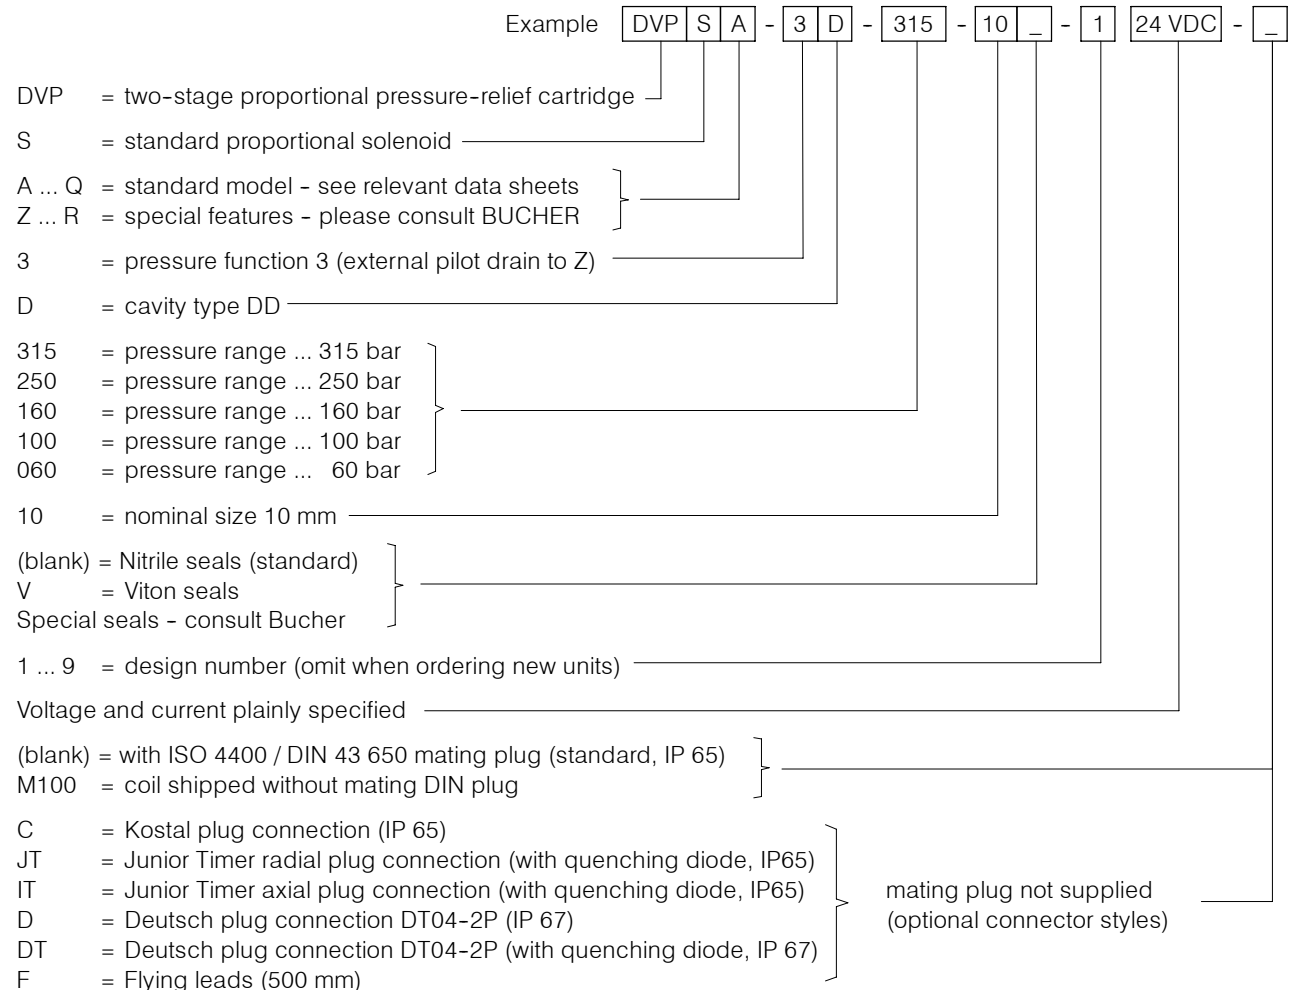 Example DVP S A - 3 D - 315 - 10 _ - 1 24 VDC - _
DVP = two-stage proportional pressure-relief cartridge
S = standard proportional solenoid
A ... Q = standard model - see relevant data sheets
Z ... R = special features - please consult BUCHER
3 = pressure function 3 (external pilot drain to Z)
D = cavity type DD
315 = pressure range ... 315 bar
250 = pressure range ... 250 bar
160 = pressure range ... 160 bar
100 = pressure range ... 100 bar
060 = pressure range ... 60 bar
10 = nominal size 10 mm
(blank) = Nitrile seals (standard)
V = Viton seals
Special seals - consult Bucher
1 ... 9 = design number (omit when ordering new units)
Voltage and current plainly specified
(blank) = with ISO 4400 / DIN 43 650 mating plug (standard, IP 65)
M100 = coil shipped without mating DIN plug
C = Kostal plug connection (IP 65)
JT = Junior Timer radial plug connection (with quenching diode, IP65)
IT = Junior Timer axial plug connection (with quenching diode, IP65)
D = Deutsch plug connection DT04-2P (IP 67)
DT = Deutsch plug connection DT04-2P (with quenching diode, IP 67)
F = Flying leads (500 mm)
mating plug not supplied
(optional connector styles)